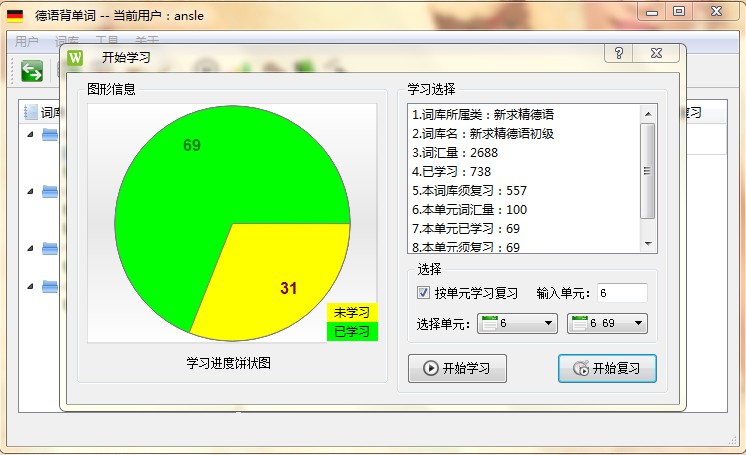 德语背单词 -- 当前用户：ansle
用户 词库 工具 关于
开始学习
图形信息
69
31
未学习
已学习
学习进度饼状图
学习选择
1.词库所属类：新求精德语
2.词库名：新求精德语初级
3.词汇量：2688
4.已学习：738
5.本词库须复习：557
6.本单元词汇量：100
7.本单元已学习：69
8.本单元须复习：69
选择
按单元学习复习 输入单元： 6
选择单元： 6 6 69
开始学习 开始复习
词库
习